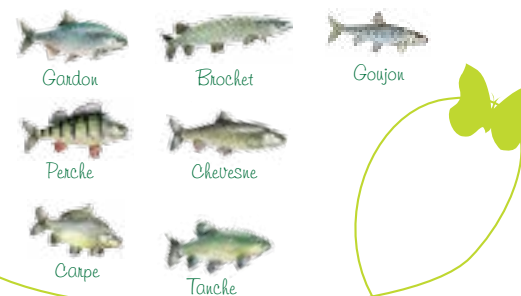 Gardon
Brochet
Goujon
Perche
Chevesne
Carpe
Tanche